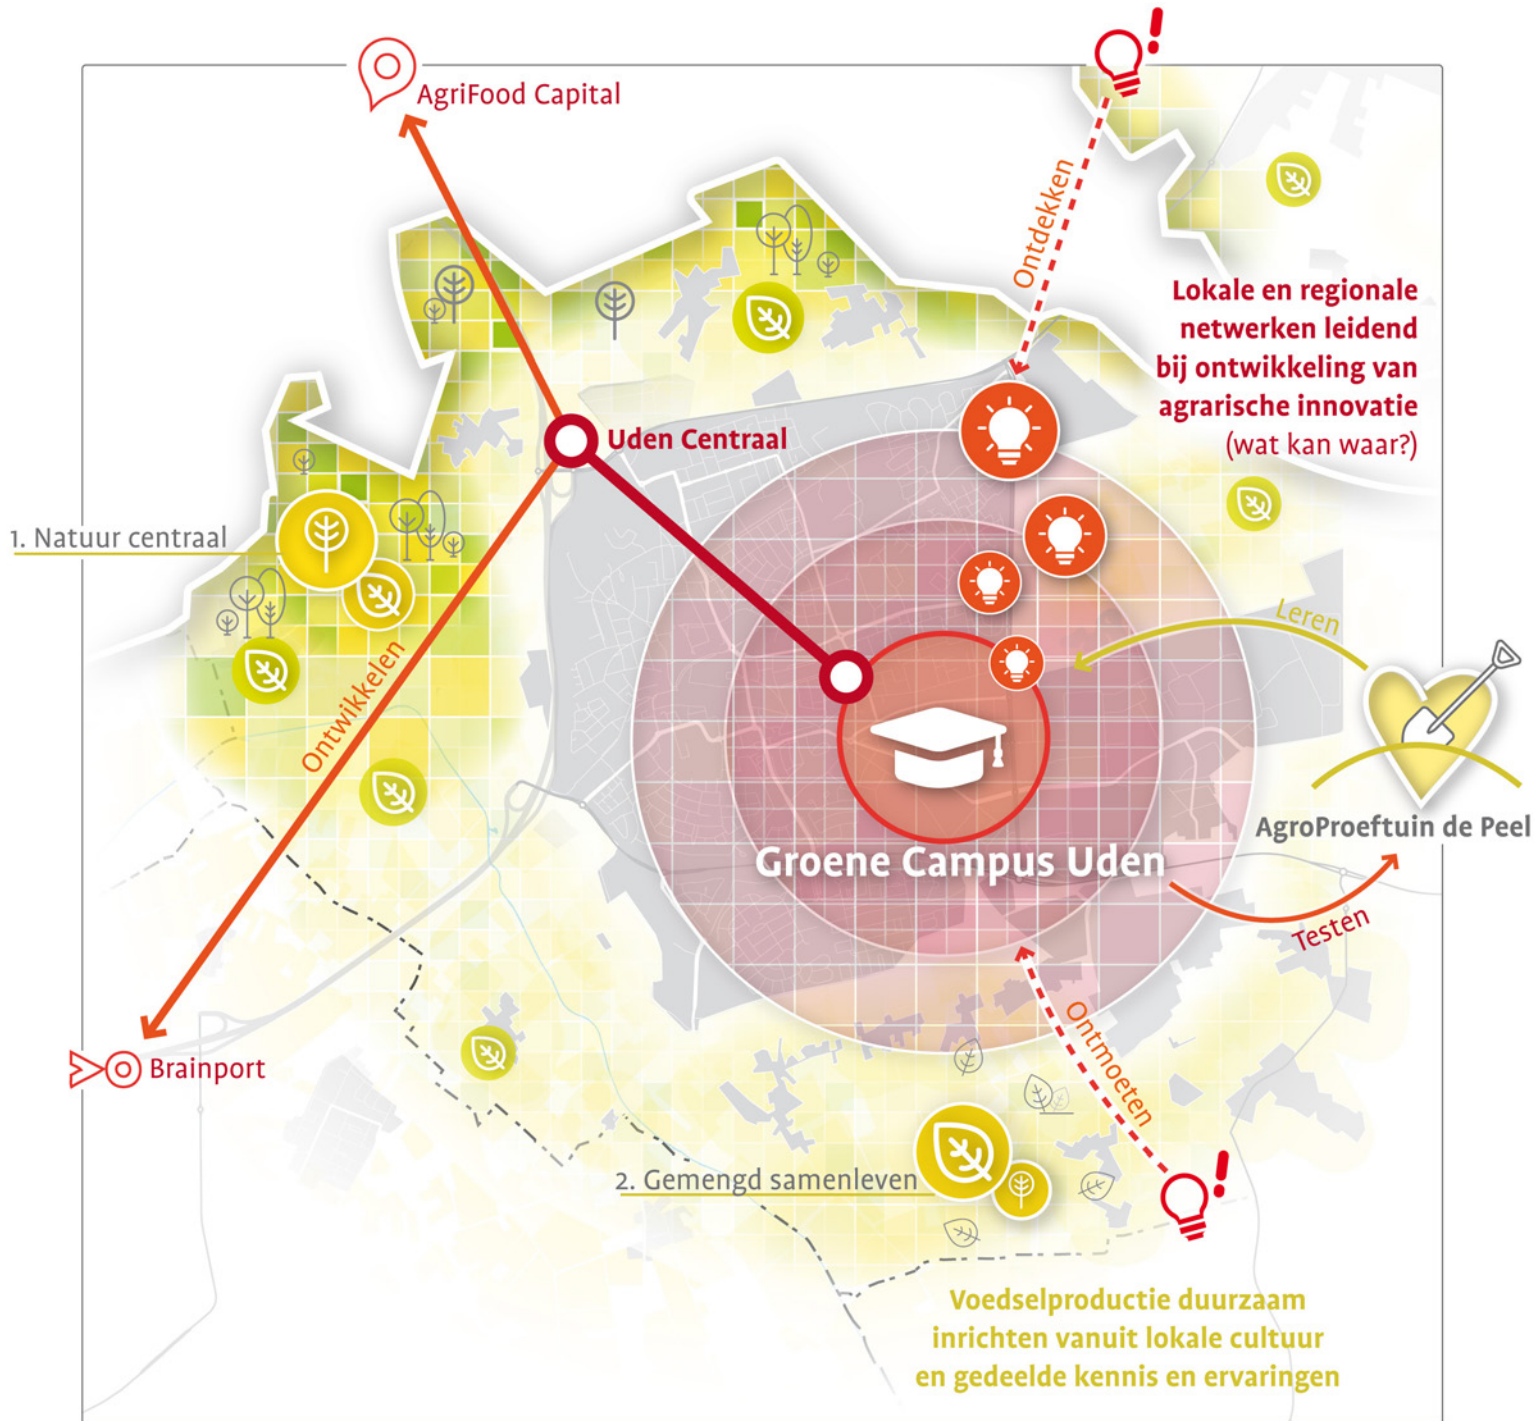 AgriFood Capital
Ontdekken
Lokale en regionale
netwerken leidend
bij ontwikkeling van
agrarische innovatie
(wat kan waar?)
Uden Centraal
1. Natuur centraal
Leren
Ontwikkelen
AgroProeftuin de Peel
Groene Campus Uden
Testen
Ontmoeten
Brainport
2. Gemengd samenleven
Voedselproductie duurzaam
inrichten vanuit lokale cultuur
en gedeelde kennis en ervaringen